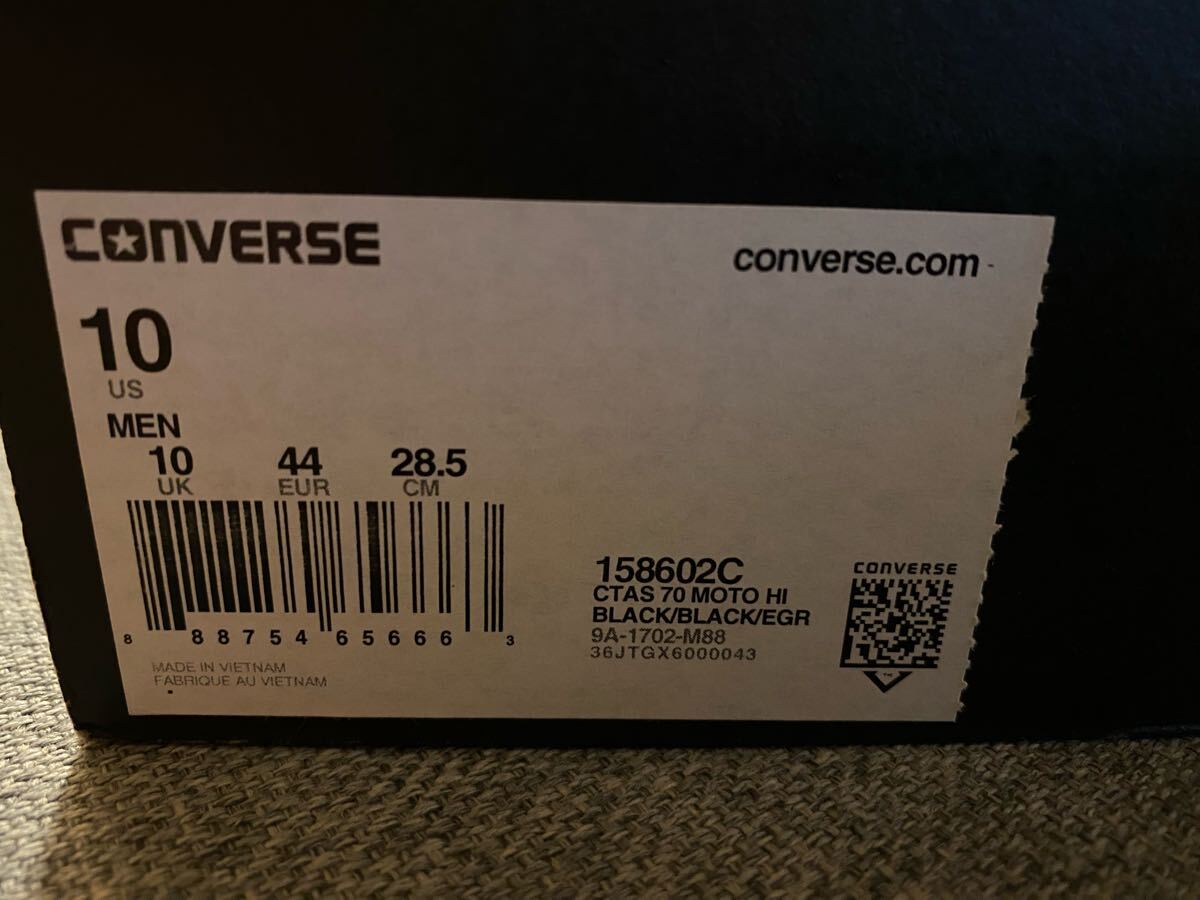 CONVERSE
converse.com
10
US
MEN
10 44 28.5
UK EUR CM
8 88754 65666 3
MADE IN VIETNAM
FABRIQUE AU VIETNAM
158602C
CTAS 70 MOTO HI
BLACK/BLACK/EGR
9A-1702-M88
36JTGX6000043
CONVERSE
TM